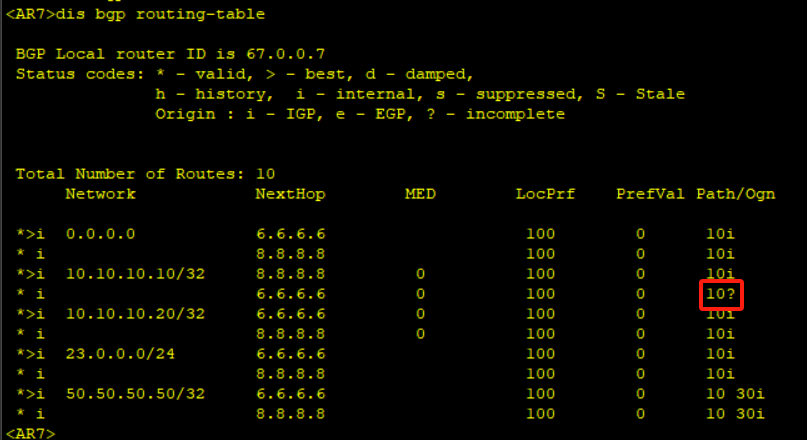 <AR7>dis bgp routing-table
BGP Local router ID is 67.0.0.7
Status codes: * - valid, > - best, d - damped,
h - history,  i - internal, s - suppressed, S - Stale
Origin : i - IGP, e - EGP, ? - incomplete
Total Number of Routes: 10
Network NextHop MED LocPrf PrefVal Path/Ogn
*>i 0.0.0.0 6.6.6.6 100 0 10i
* i 8.8.8.8 100 0 10i
*>i 10.10.10.10/32 8.8.8.8 0 100 0 10i
* i 6.6.6.6 0 100 0 10?
*>i 10.10.10.20/32 6.6.6.6 0 100 0 10i
* i 8.8.8.8 0 100 0 10i
*>i 23.0.0.0/24 6.6.6.6 100 0 10i
* i 8.8.8.8 100 0 10i
*>i 50.50.50.50/32 6.6.6.6 100 0 10 30i
* i 8.8.8.8 100 0 10 30i
<AR7>